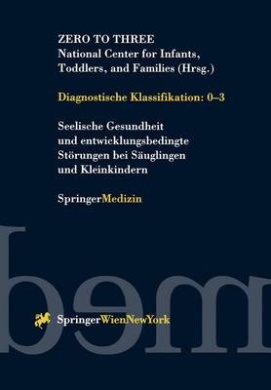 ZERO TO THREE
National Center for Infants,
Toddlers, and Families (Hrsg.)
Diagnostische Klassifikation: 0–3
Seelische Gesundheit
und entwicklungsbedingte
Störungen bei Säuglingen
und Kleinkindern
SpringerMedizin
SpringerWienNewYork